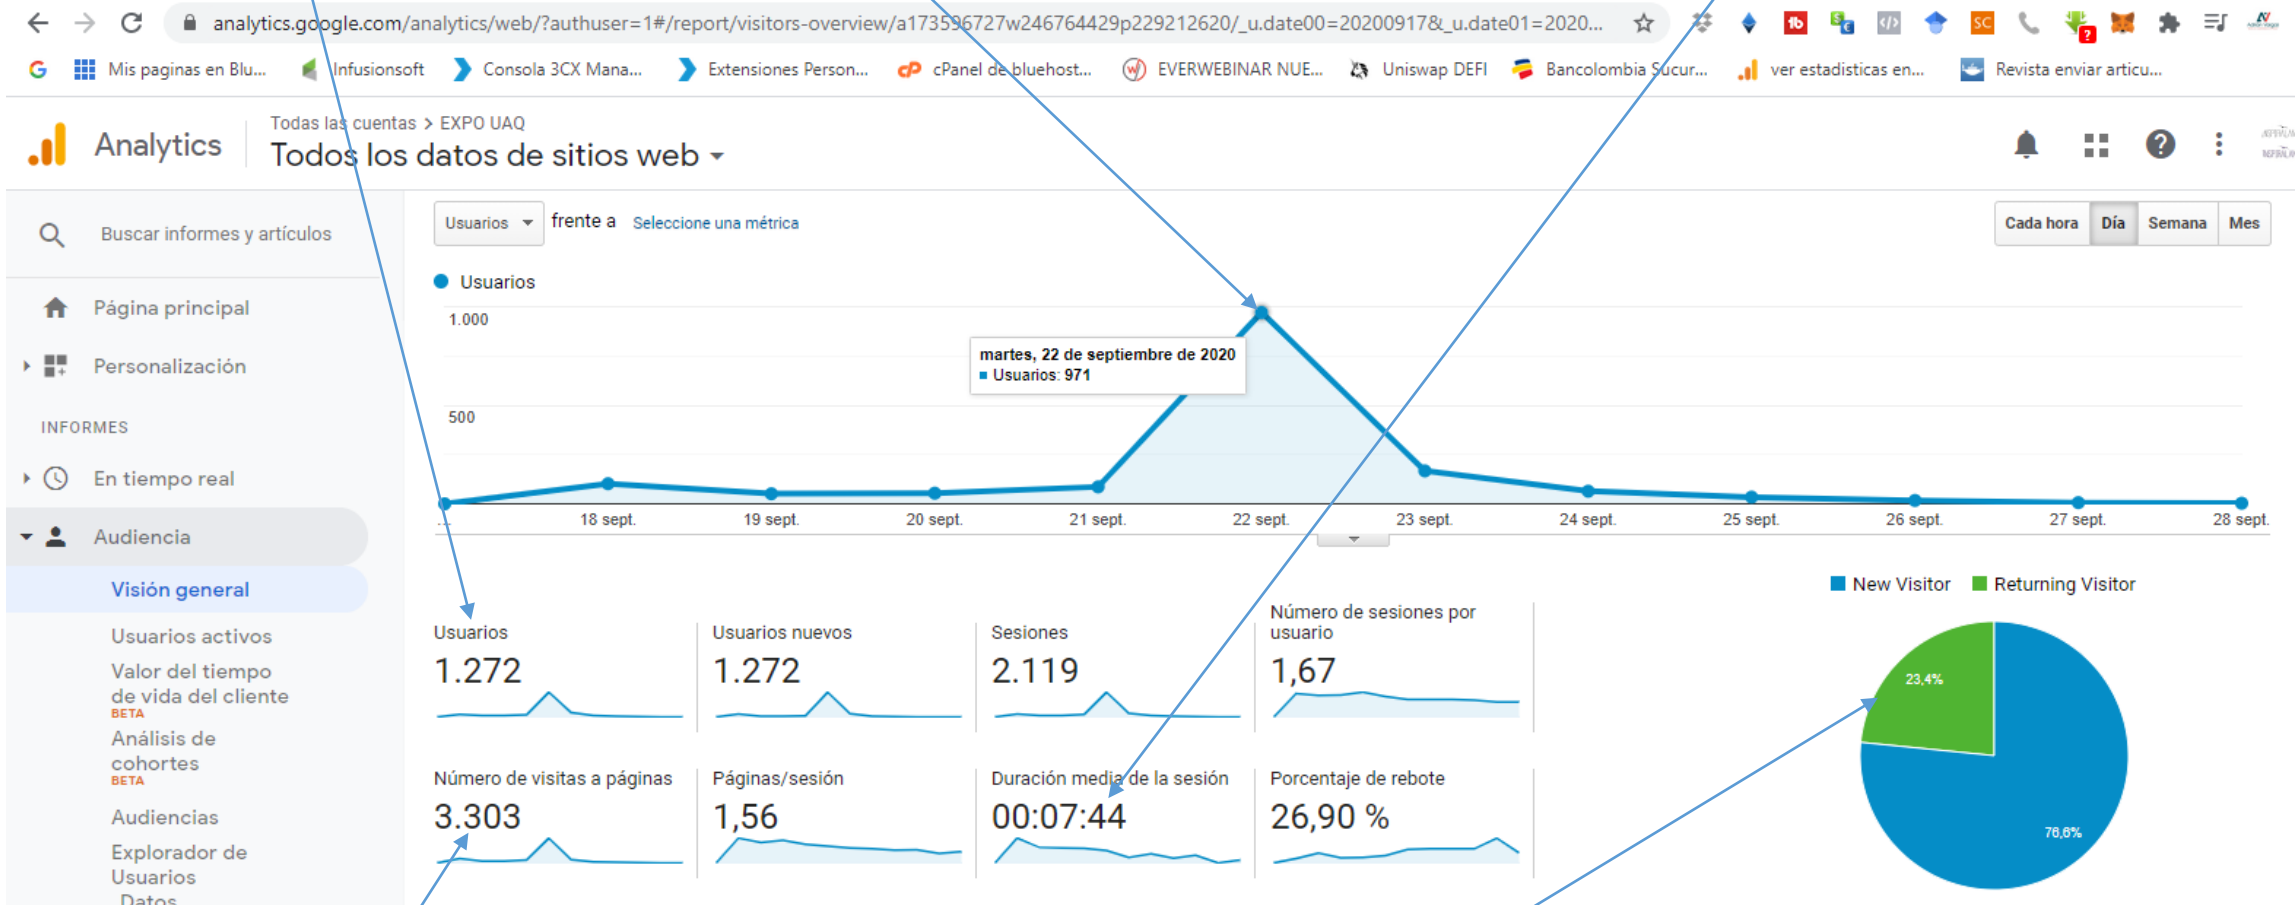 analytics.google.com/analytics/web/?authuser=1#/report/visitors-overview/a173596727w246764429p229212620/_u.date00=20200917&_u.date01=2020...
G Mis paginas en Blu... Infusionsoft Consola 3CX Mana... Extensiones Person... cPanel de bluehost... EVERWEBINAR NUE... Uniswap DEFI Bancolombia Sucur... ver estadisticas en... Revista enviar articu...
Todas las cuentas > EXPO UAQ
Analytics Todos los datos de sitios web
Buscar informes y artículos
Usuarios frente a Seleccione una métrica
Cada hora Día Semana Mes
Usuarios
Página principal
1.000
martes, 22 de septiembre de 2020
Usuarios: 971
Personalización
500
INFORMES
En tiempo real
... 18 sept. 19 sept. 20 sept. 21 sept. 22 sept. 23 sept. 24 sept. 25 sept. 26 sept. 27 sept. 28 sept.
Audiencia
Visión general
Usuarios activos
Valor del tiempo
de vida del cliente
BETA
Análisis de
cohortes
BETA
Audiencias
Explorador de
Usuarios
Datos
New Visitor Returning Visitor
Usuarios
1.272
Usuarios nuevos
1.272
Sesiones
2.119
Número de sesiones por
usuario
1,67
23,4%
76,6%
Número de visitas a páginas
3.303
Páginas/sesión
1,56
Duración media de la sesión
00:07:44
Porcentaje de rebote
26,90 %